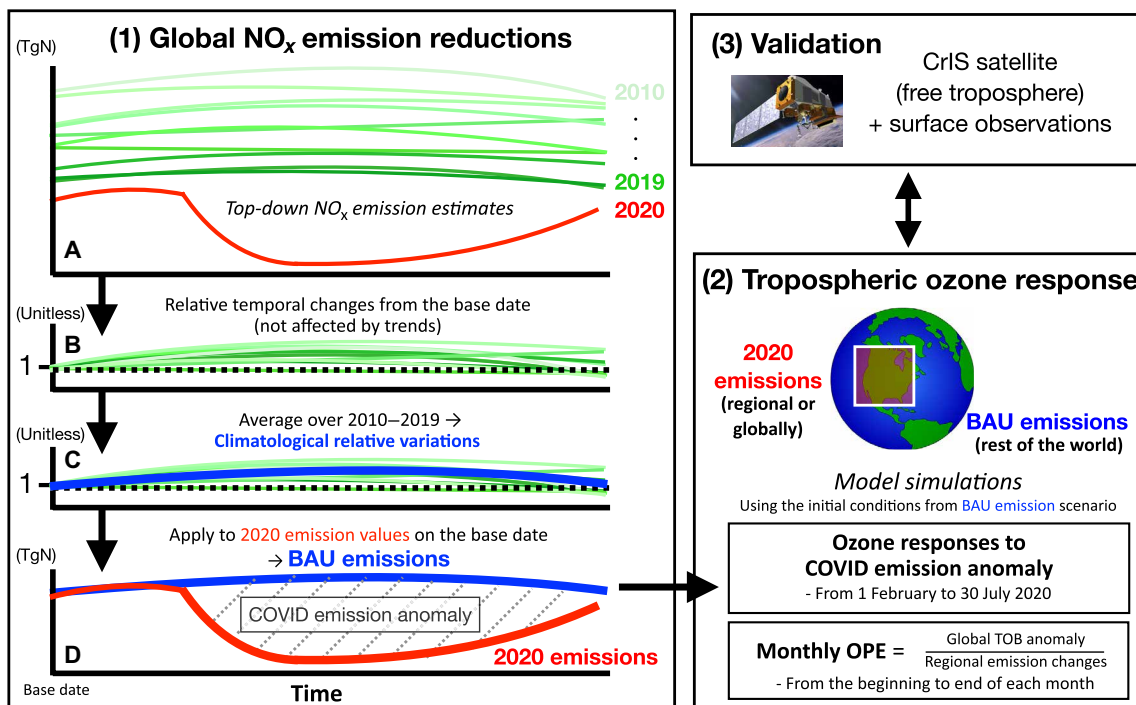 (1) Global NOx emission reductions
(TgN)
2010
.
.
.
2019
2020
Top-down NOx emission estimates
A
Relative temporal changes from the base date
(not affected by trends)
(Unitless)
B
1
Average over 2010–2019 →
Climatological relative variations
(Unitless)
C
1
Apply to 2020 emission values on the base date
→ BAU emissions
(TgN)
COVID emission anomaly
D
2020 emissions
Base date
Time
(3) Validation
CrIS satellite
(free troposphere)
+ surface observations
(2) Tropospheric ozone response
2020
emissions
(regional or
globally)
BAU emissions
(rest of the world)
Model simulations
Using the initial conditions from BAU emission scenario
Ozone responses to
COVID emission anomaly
- From 1 February to 30 July 2020
Monthly OPE = Global TOB anomaly
Regional emission changes
- From the beginning to end of each month